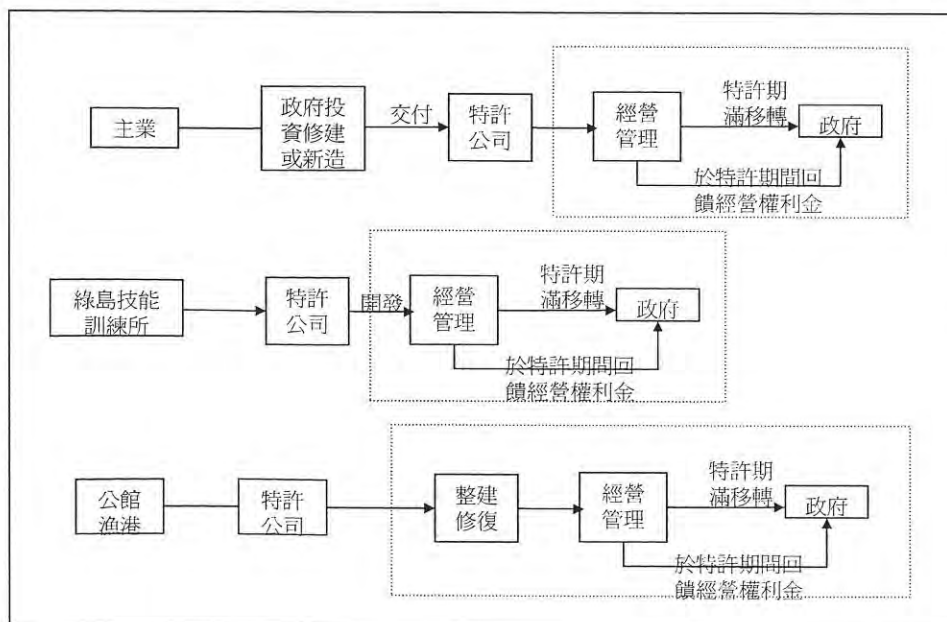 主業
政府投
資修建
或新造
交付
特許
公司
經營
管理
特許期
滿移轉
政府
於特許期間回
饋經營權利金
綠島技能
訓練所
特許
公司
開發
經營
管理
特許期
滿移轉
政府
於特許期間回
饋經營權利金
公館
漁港
特許
公司
整建
修復
經營
管理
特許期
滿移轉
政府
於特許期間回
饋經營權利金